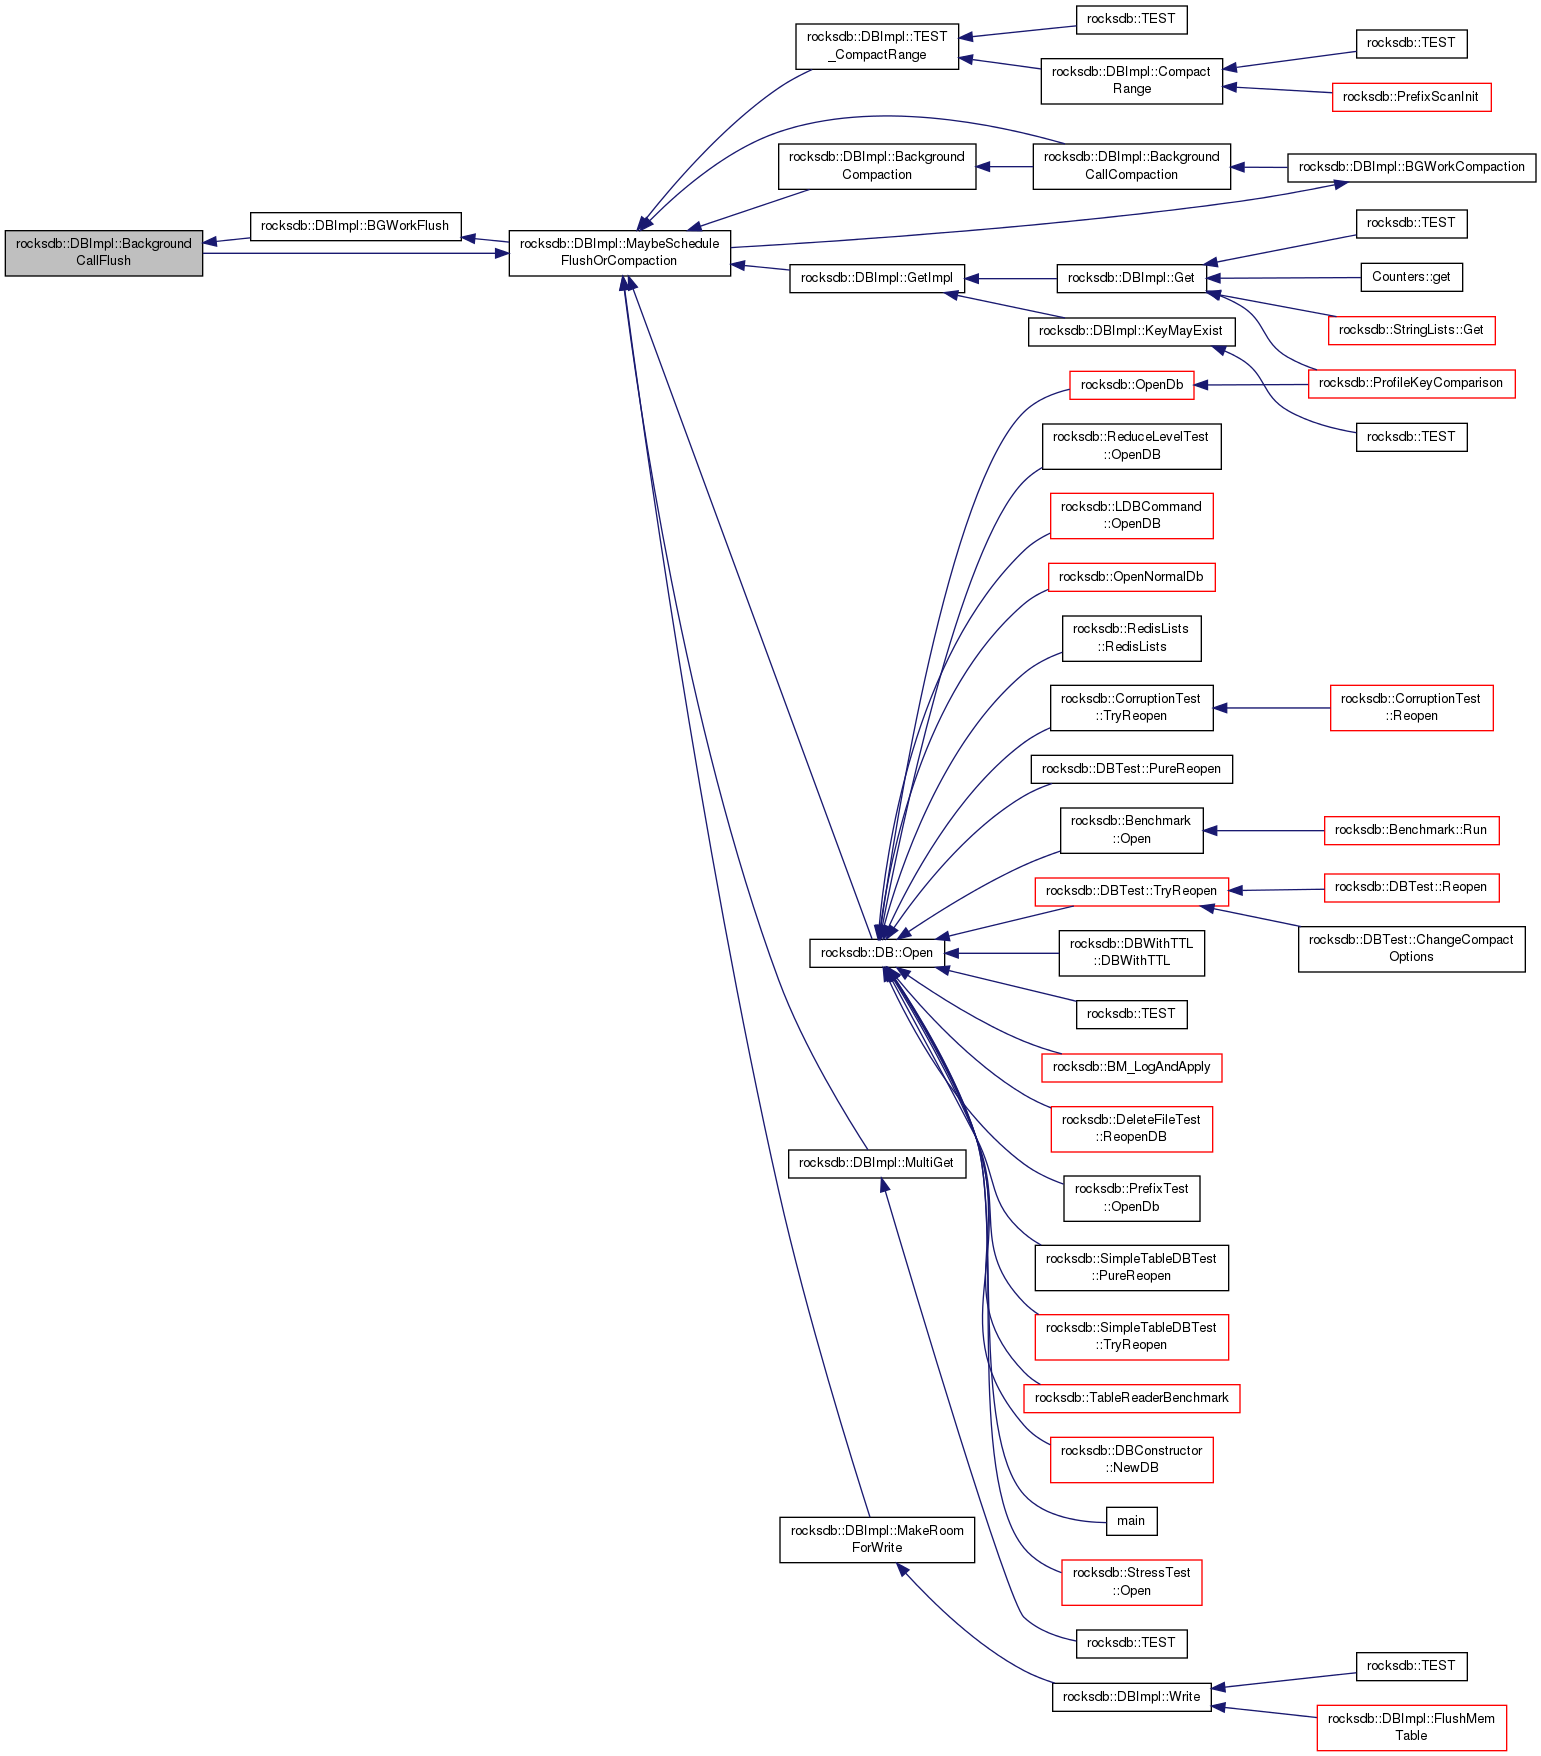 rocksdb::DBImpl::Background
CallFlush
rocksdb::DBImpl::BGWorkFlush
rocksdb::DBImpl::MaybeSchedule
FlushOrCompaction
rocksdb::DBImpl::TEST
_CompactRange
rocksdb::TEST
rocksdb::DBImpl::Compact
Range
rocksdb::TEST
rocksdb::PrefixScanInit
rocksdb::DBImpl::Background
Compaction
rocksdb::DBImpl::Background
CallCompaction
rocksdb::DBImpl::BGWorkCompaction
rocksdb::DBImpl::GetImpl
rocksdb::DBImpl::Get
rocksdb::TEST
Counters::get
rocksdb::StringLists::Get
rocksdb::ProfileKeyComparison
rocksdb::DBImpl::KeyMayExist
rocksdb::TEST
rocksdb::DB::Open
rocksdb::OpenDb
rocksdb::ReduceLevelTest
::OpenDB
rocksdb::LDBCommand
::OpenDB
rocksdb::OpenNormalDb
rocksdb::RedisLists
::RedisLists
rocksdb::CorruptionTest
::TryReopen
rocksdb::CorruptionTest
::Reopen
rocksdb::DBTest::PureReopen
rocksdb::Benchmark
::Open
rocksdb::Benchmark::Run
rocksdb::DBTest::TryReopen
rocksdb::DBTest::Reopen
rocksdb::DBTest::ChangeCompact
Options
rocksdb::DBWithTTL
::DBWithTTL
rocksdb::TEST
rocksdb::BM_LogAndApply
rocksdb::DeleteFileTest
::ReopenDB
rocksdb::PrefixTest
::OpenDb
rocksdb::SimpleTableDBTest
::PureReopen
rocksdb::SimpleTableDBTest
::TryReopen
rocksdb::TableReaderBenchmark
rocksdb::DBConstructor
::NewDB
main
rocksdb::StressTest
::Open
rocksdb::DBImpl::MultiGet
rocksdb::TEST
rocksdb::DBImpl::MakeRoom
ForWrite
rocksdb::DBImpl::Write
rocksdb::TEST
rocksdb::DBImpl::FlushMem
Table